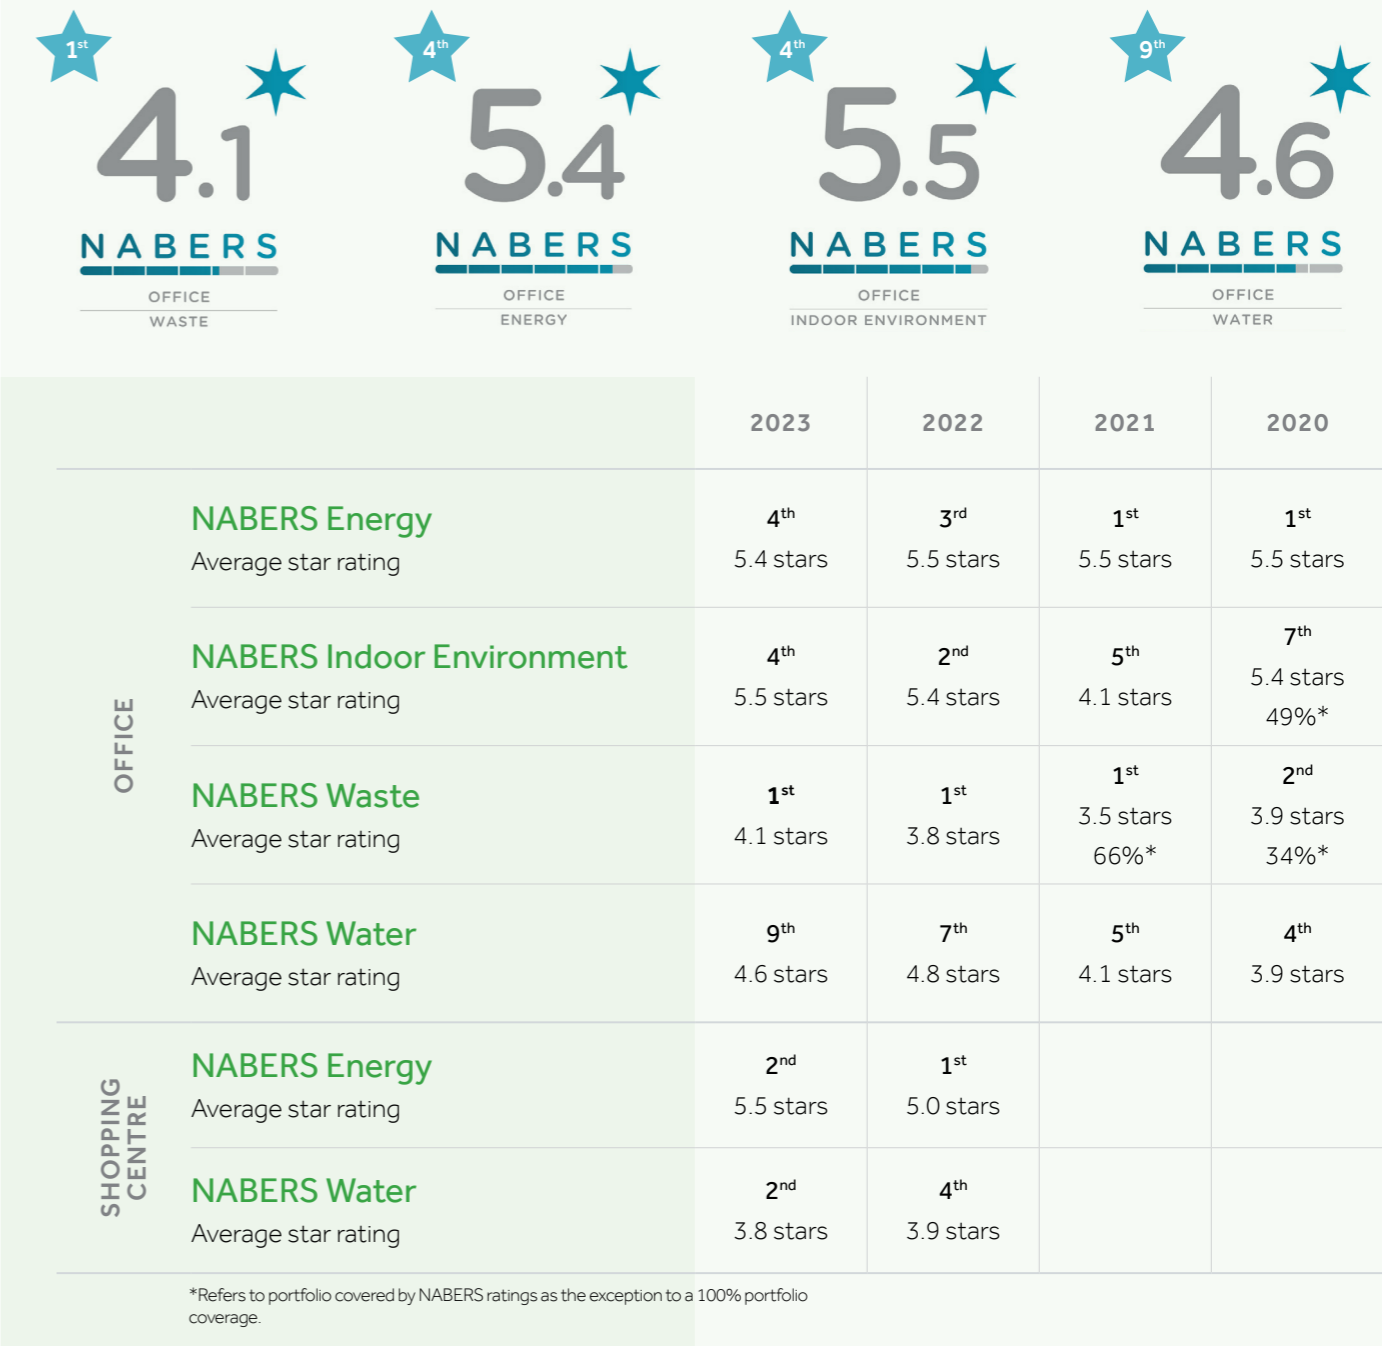 1st
4th
4th
9th
4.1
5.4
5.5
4.6
NABERS
NABERS
NABERS
NABERS
OFFICE
OFFICE
OFFICE
OFFICE
WASTE
ENERGY
INDOOR ENVIRONMENT
WATER
2023 2022 2021 2020
OFFICE
NABERS Energy
Average star rating
4th
5.4 stars
3rd
5.5 stars
1st
5.5 stars
1st
5.5 stars
NABERS Indoor Environment
Average star rating
4th
5.5 stars
2nd
5.4 stars
5th
4.1 stars
7th
5.4 stars
49%*
NABERS Waste
Average star rating
1st
4.1 stars
1st
3.8 stars
1st
3.5 stars
66%*
2nd
3.9 stars
34%*
NABERS Water
Average star rating
9th
4.6 stars
7th
4.8 stars
5th
4.1 stars
4th
3.9 stars
SHOPPING
CENTRE
NABERS Energy
Average star rating
2nd
5.5 stars
1st
5.0 stars
NABERS Water
Average star rating
2nd
3.8 stars
4th
3.9 stars
*Refers to portfolio covered by NABERS ratings as the exception to a 100% portfolio
coverage.